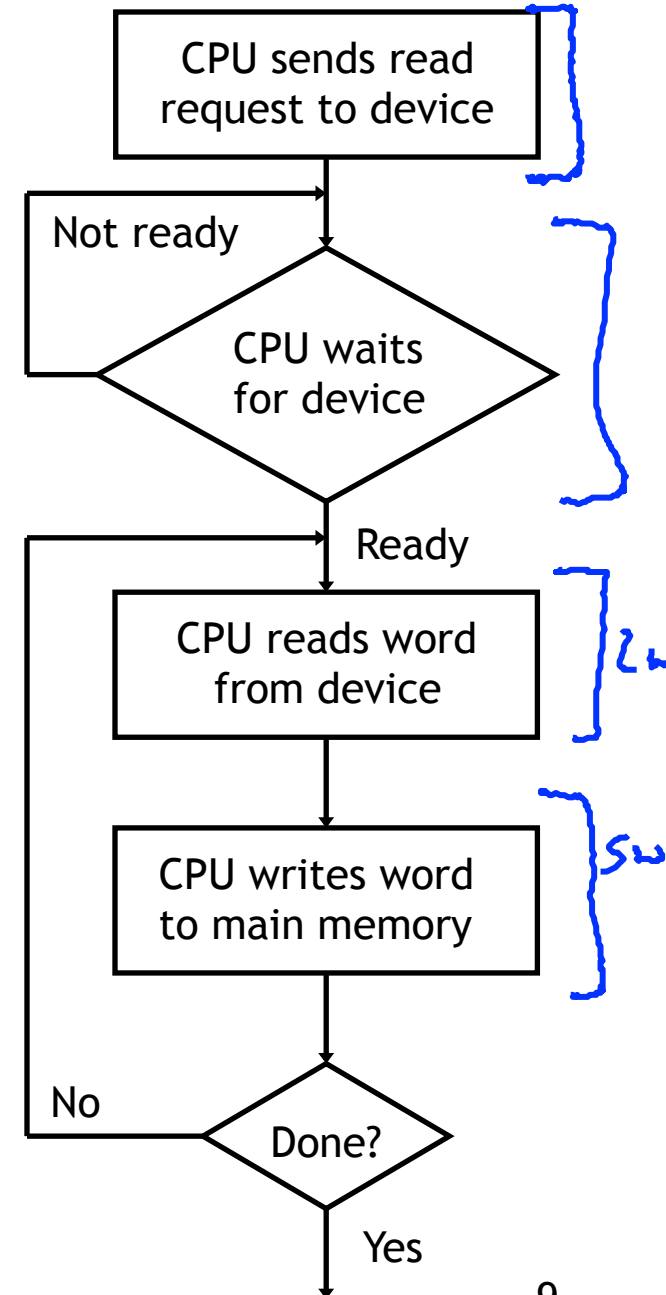 CPU sends read
request to device
Not ready
CPU waits
for device
Ready
CPU reads word
from device
Lw
CPU writes word
to main memory
Sw
No
Done?
Yes